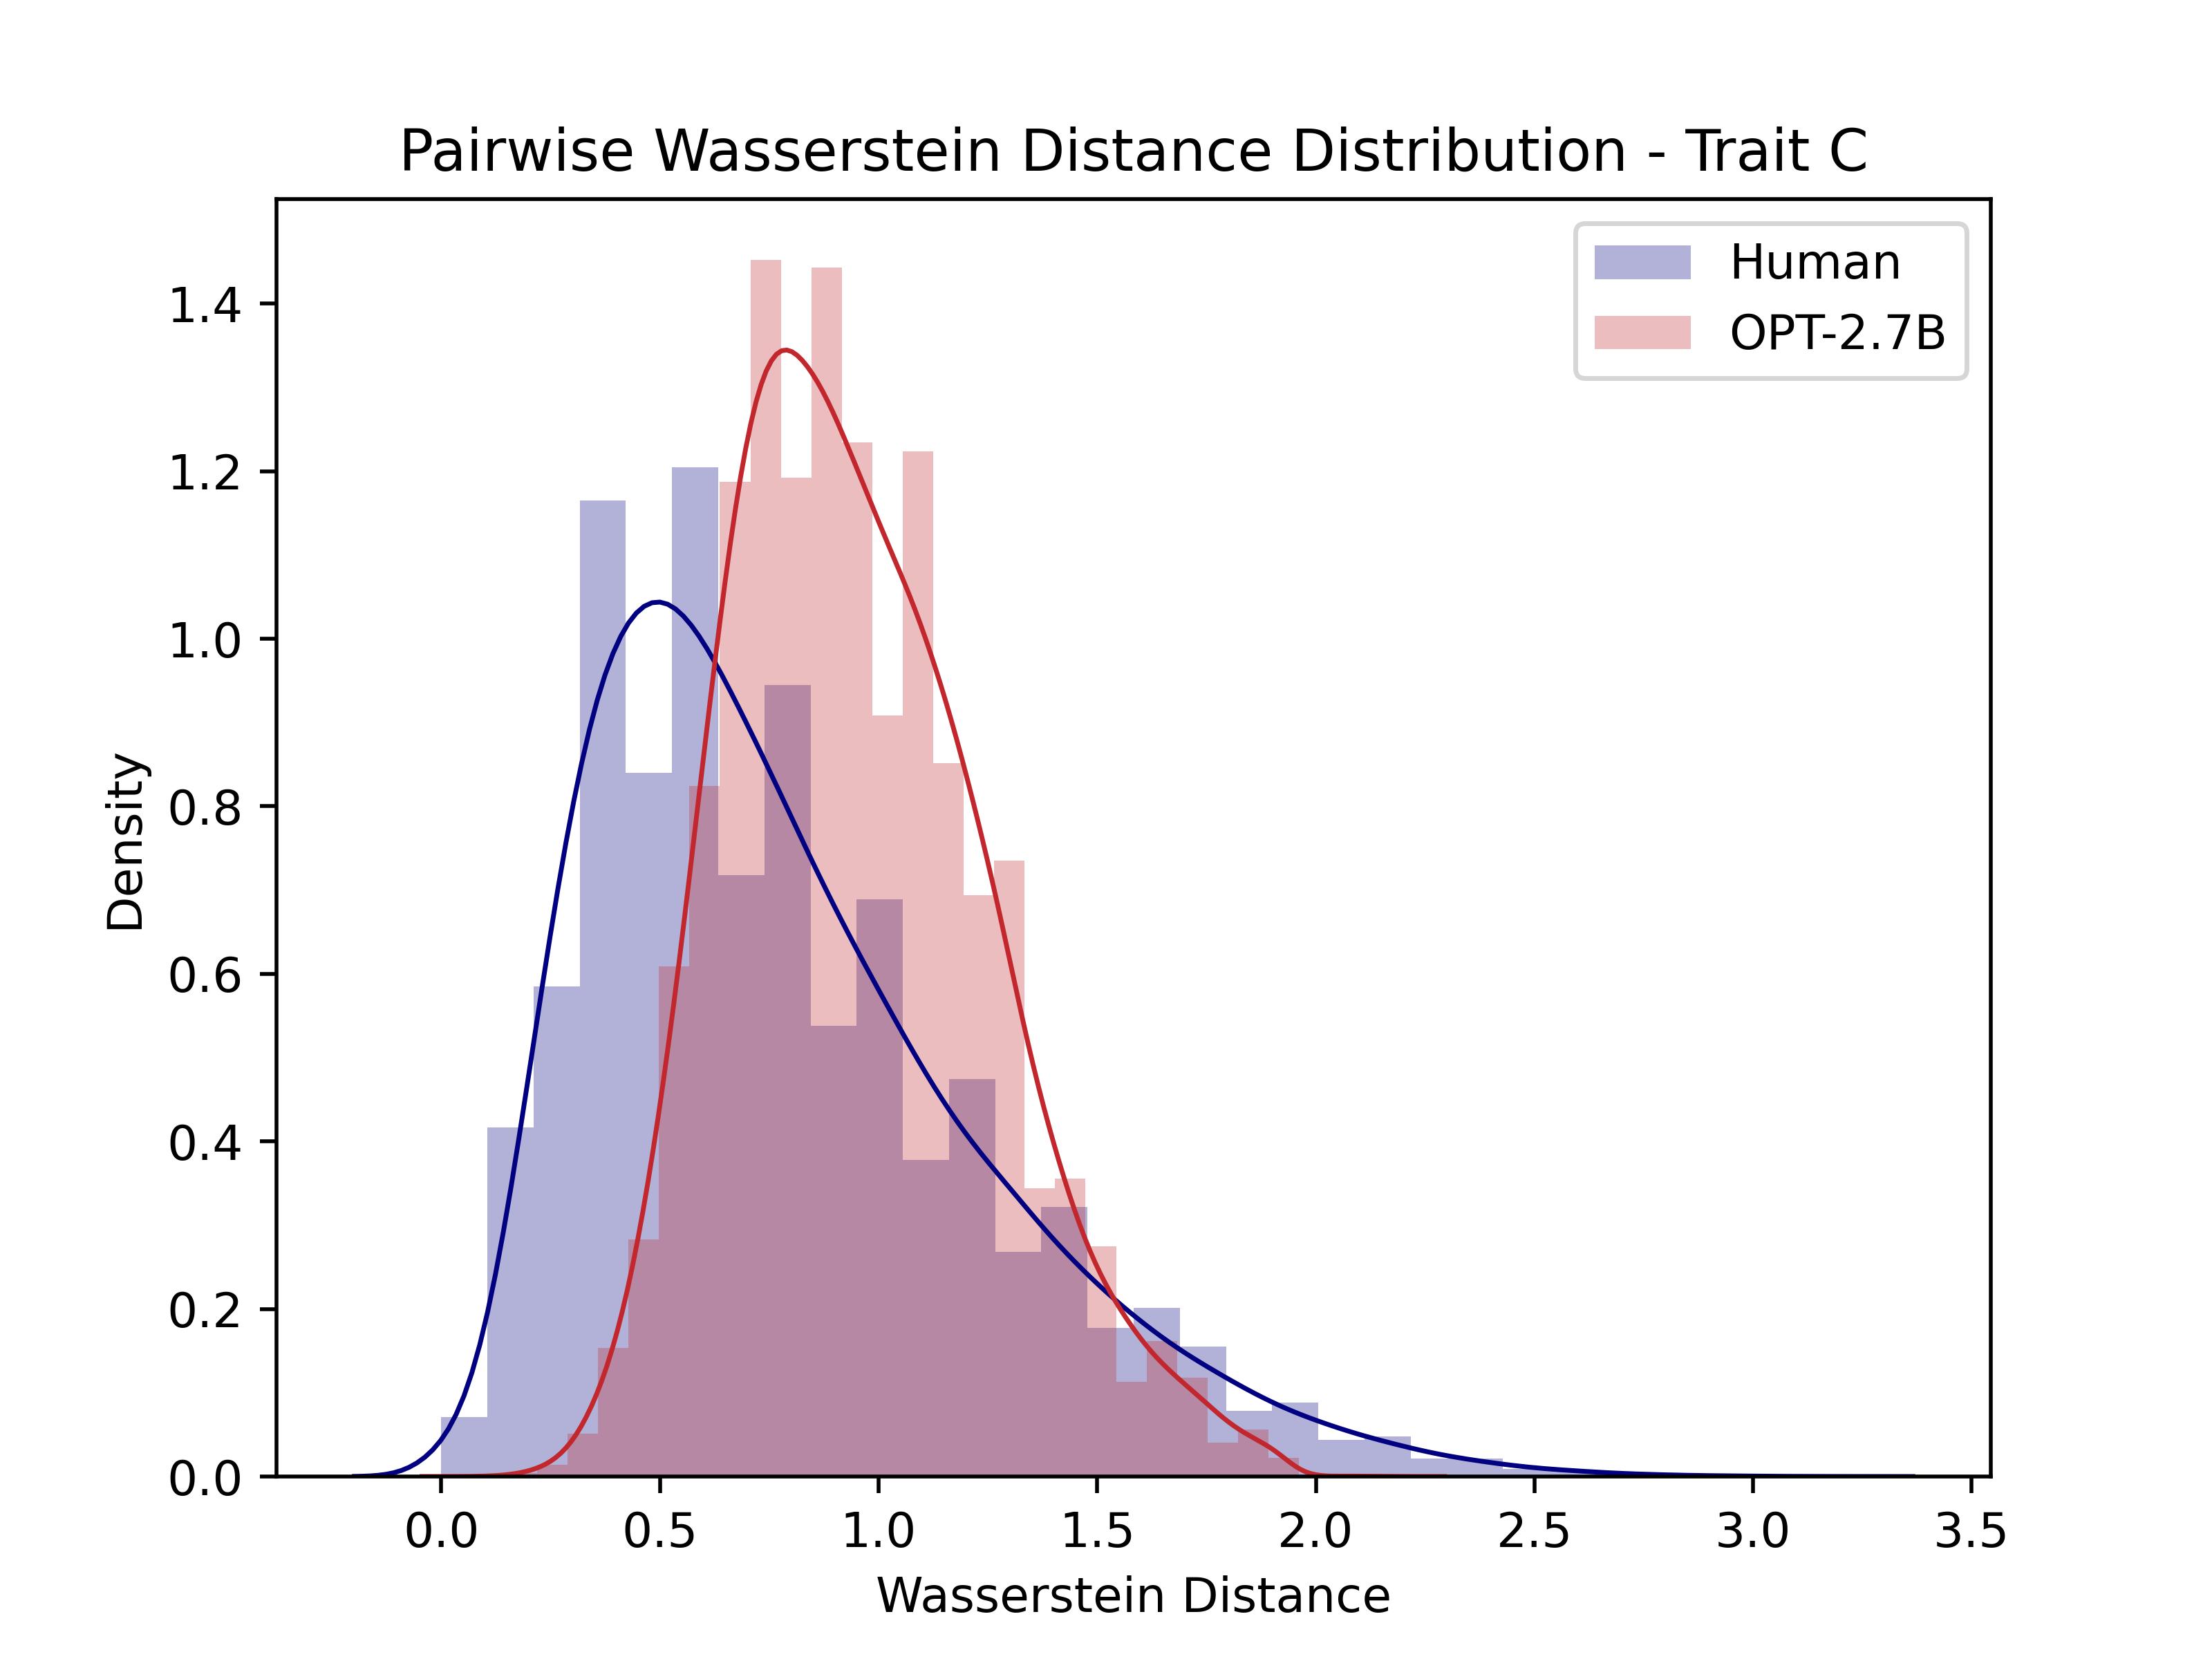 Pairwise Wasserstein Distance Distribution - Trait C
Human
OPT-2.7B
1.4
1.2
1.0
0.8
0.6
0.4
0.2
0.0
Density
0.0 0.5 1.0 1.5 2.0 2.5 3.0 3.5
Wasserstein Distance